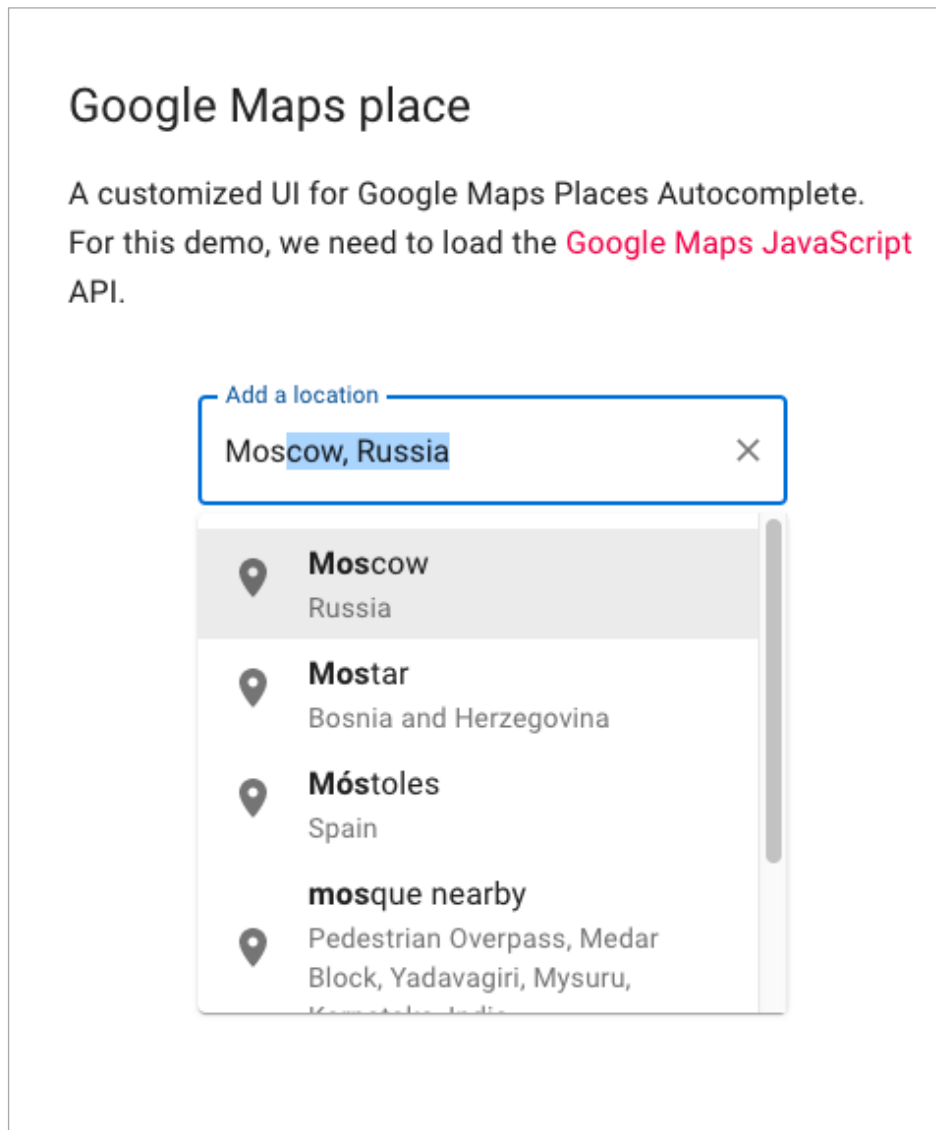 Google Maps place
A customized UI for Google Maps Places Autocomplete.
For this demo, we need to load the Google Maps JavaScript
API.
Add a location
Moscow, Russia
Moscow
Russia
Mostar
Bosnia and Herzegovina
Móstoles
Spain
mosque nearby
Pedestrian Overpass, Medar
Block, Yadavagiri, Mysuru,